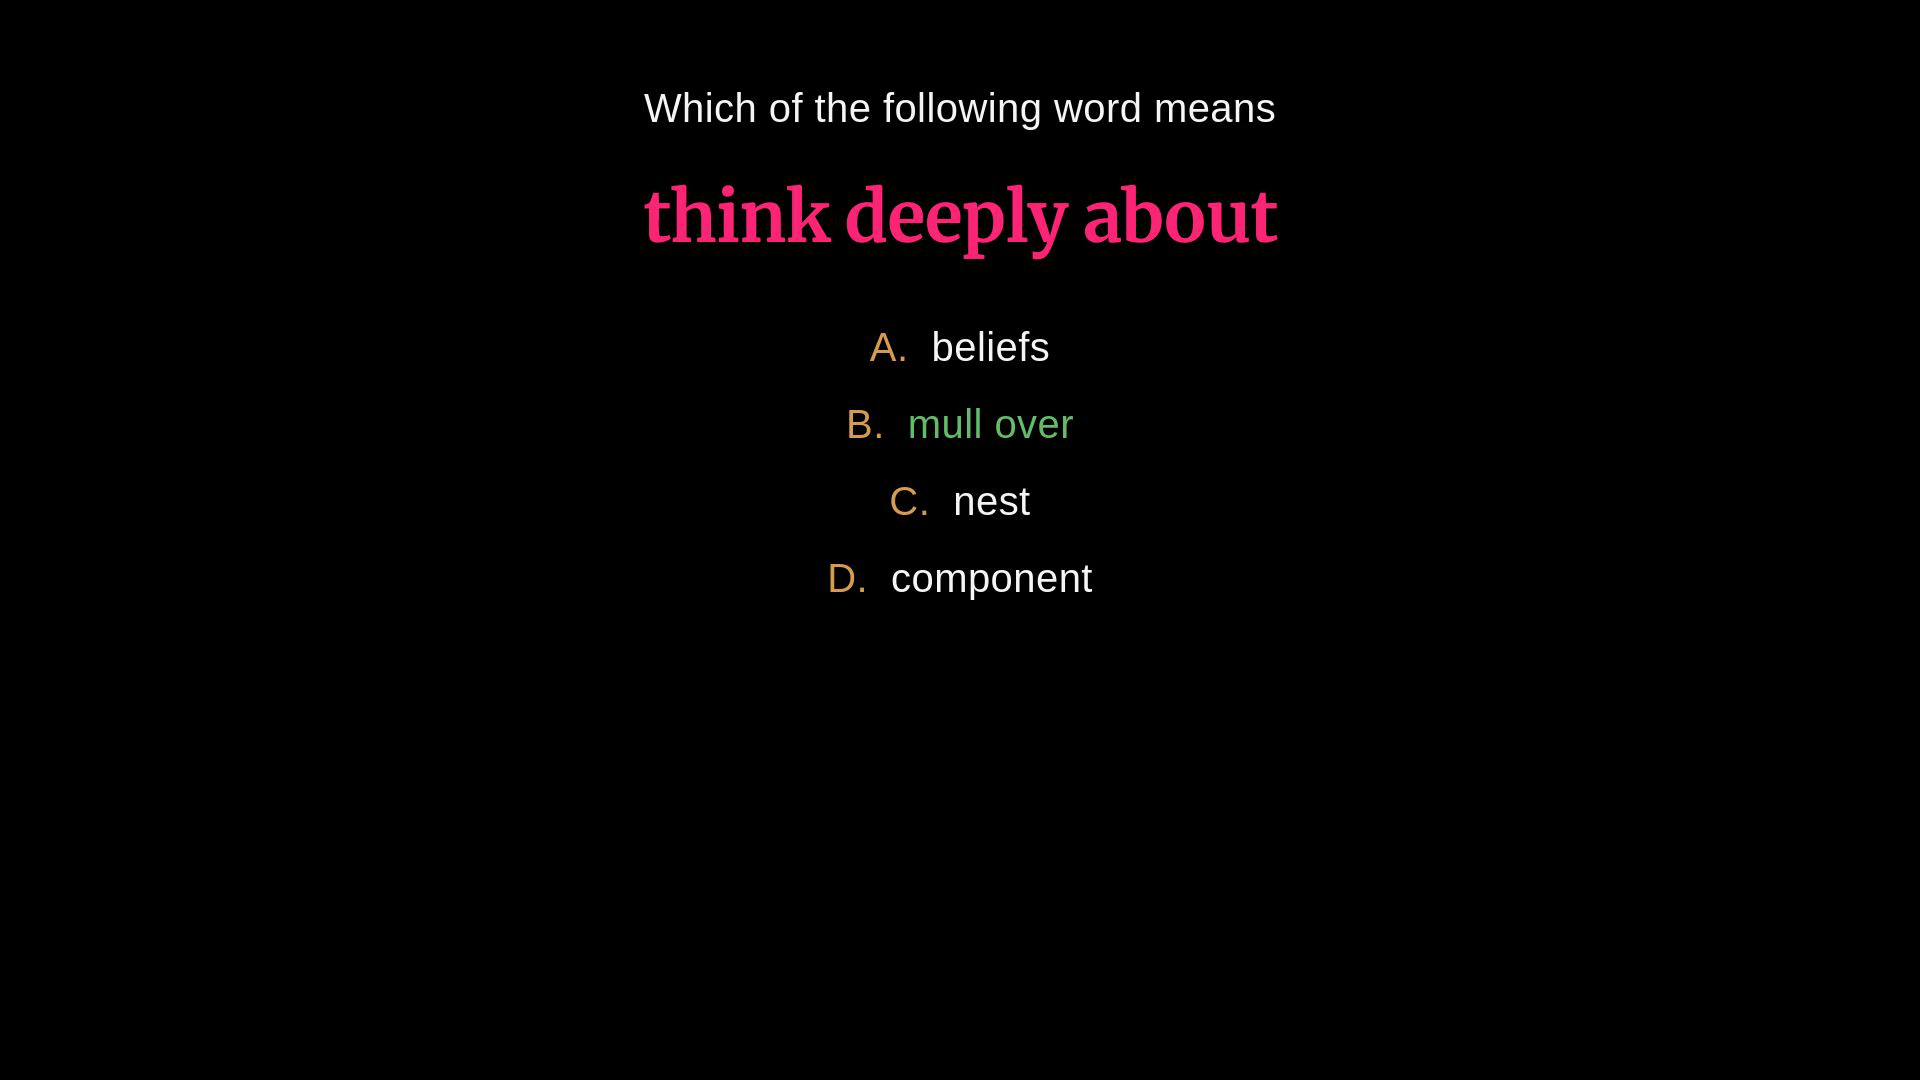 Which of the following word means
think deeply about
A. beliefs
B. mull over
C. nest
D. component